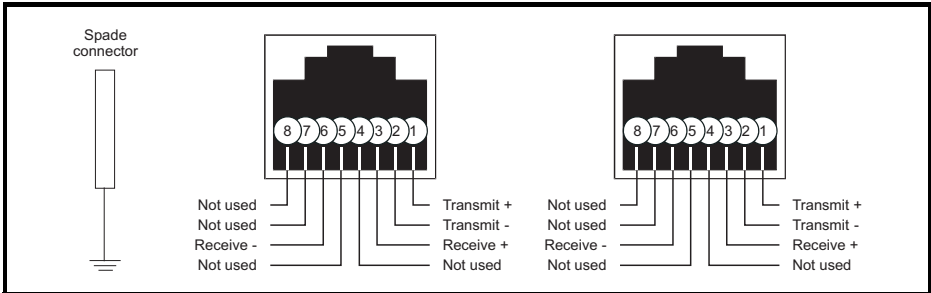 Spade
connector
8 7 6 5 4 3 2 1
Not used
Not used
Receive -
Not used
Transmit +
Transmit -
Receive +
Not used
8 7 6 5 4 3 2 1
Not used
Not used
Receive -
Not used
Transmit +
Transmit -
Receive +
Not used